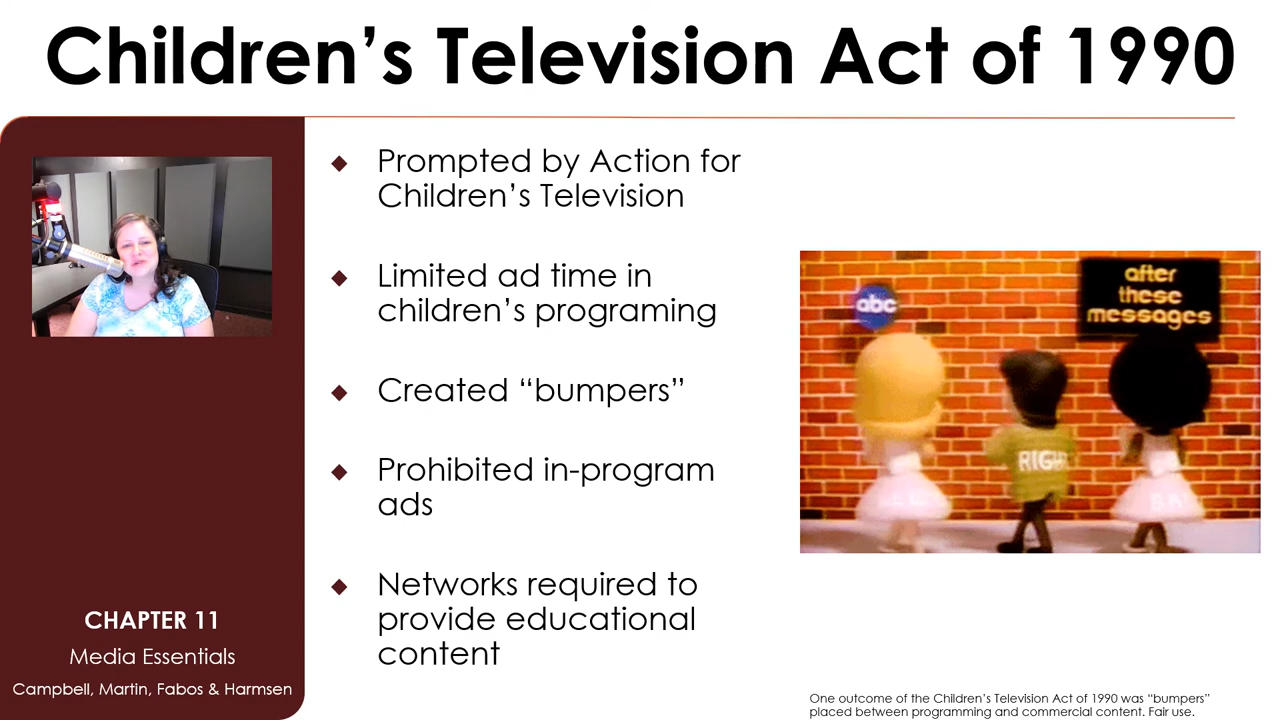 Children’s Television Act of 1990
Prompted by Action for
Children’s Television
Limited ad time in
children’s programing
Created “bumpers”
Prohibited in-program
ads
Networks required to
provide educational
content
abc
after
these
messages
CHAPTER 11
Media Essentials
Campbell, Martin, Fabos & Harmsen
One outcome of the Children’s Television Act of 1990 was “bumpers”
placed between programming and commercial content. Fair use.